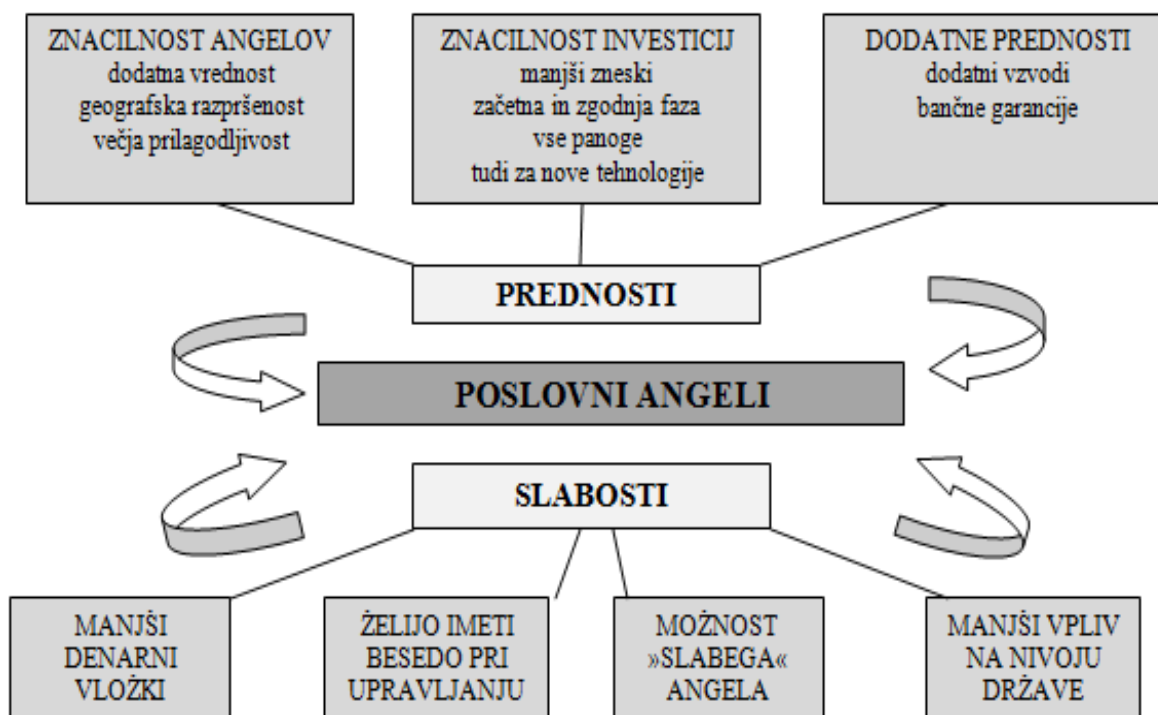 ZNACILNOST ANGELOV
dodatna vrednost
geografska razpršenost
večja prilagodljivost
ZNACILNOST INVESTICIJ
manjši zneski
začetna in zgodnja faza
vse panoge
tudi za nove tehnologije
DODATNE PREDNOSTI
dodatni vzvodi
bančne garancije
PREDNOSTI
POSLOVNI ANGELI
SLABOSTI
MANJŠI
DENARNI
VLOŽKI
ŽELIJO IMETI
BESEDO PRI
UPRAVLJANJU
MOŽNOST
»SLABEGA«
ANGELA
MANJŠI VPLIV
NA NIVOJU
DRŽAVE